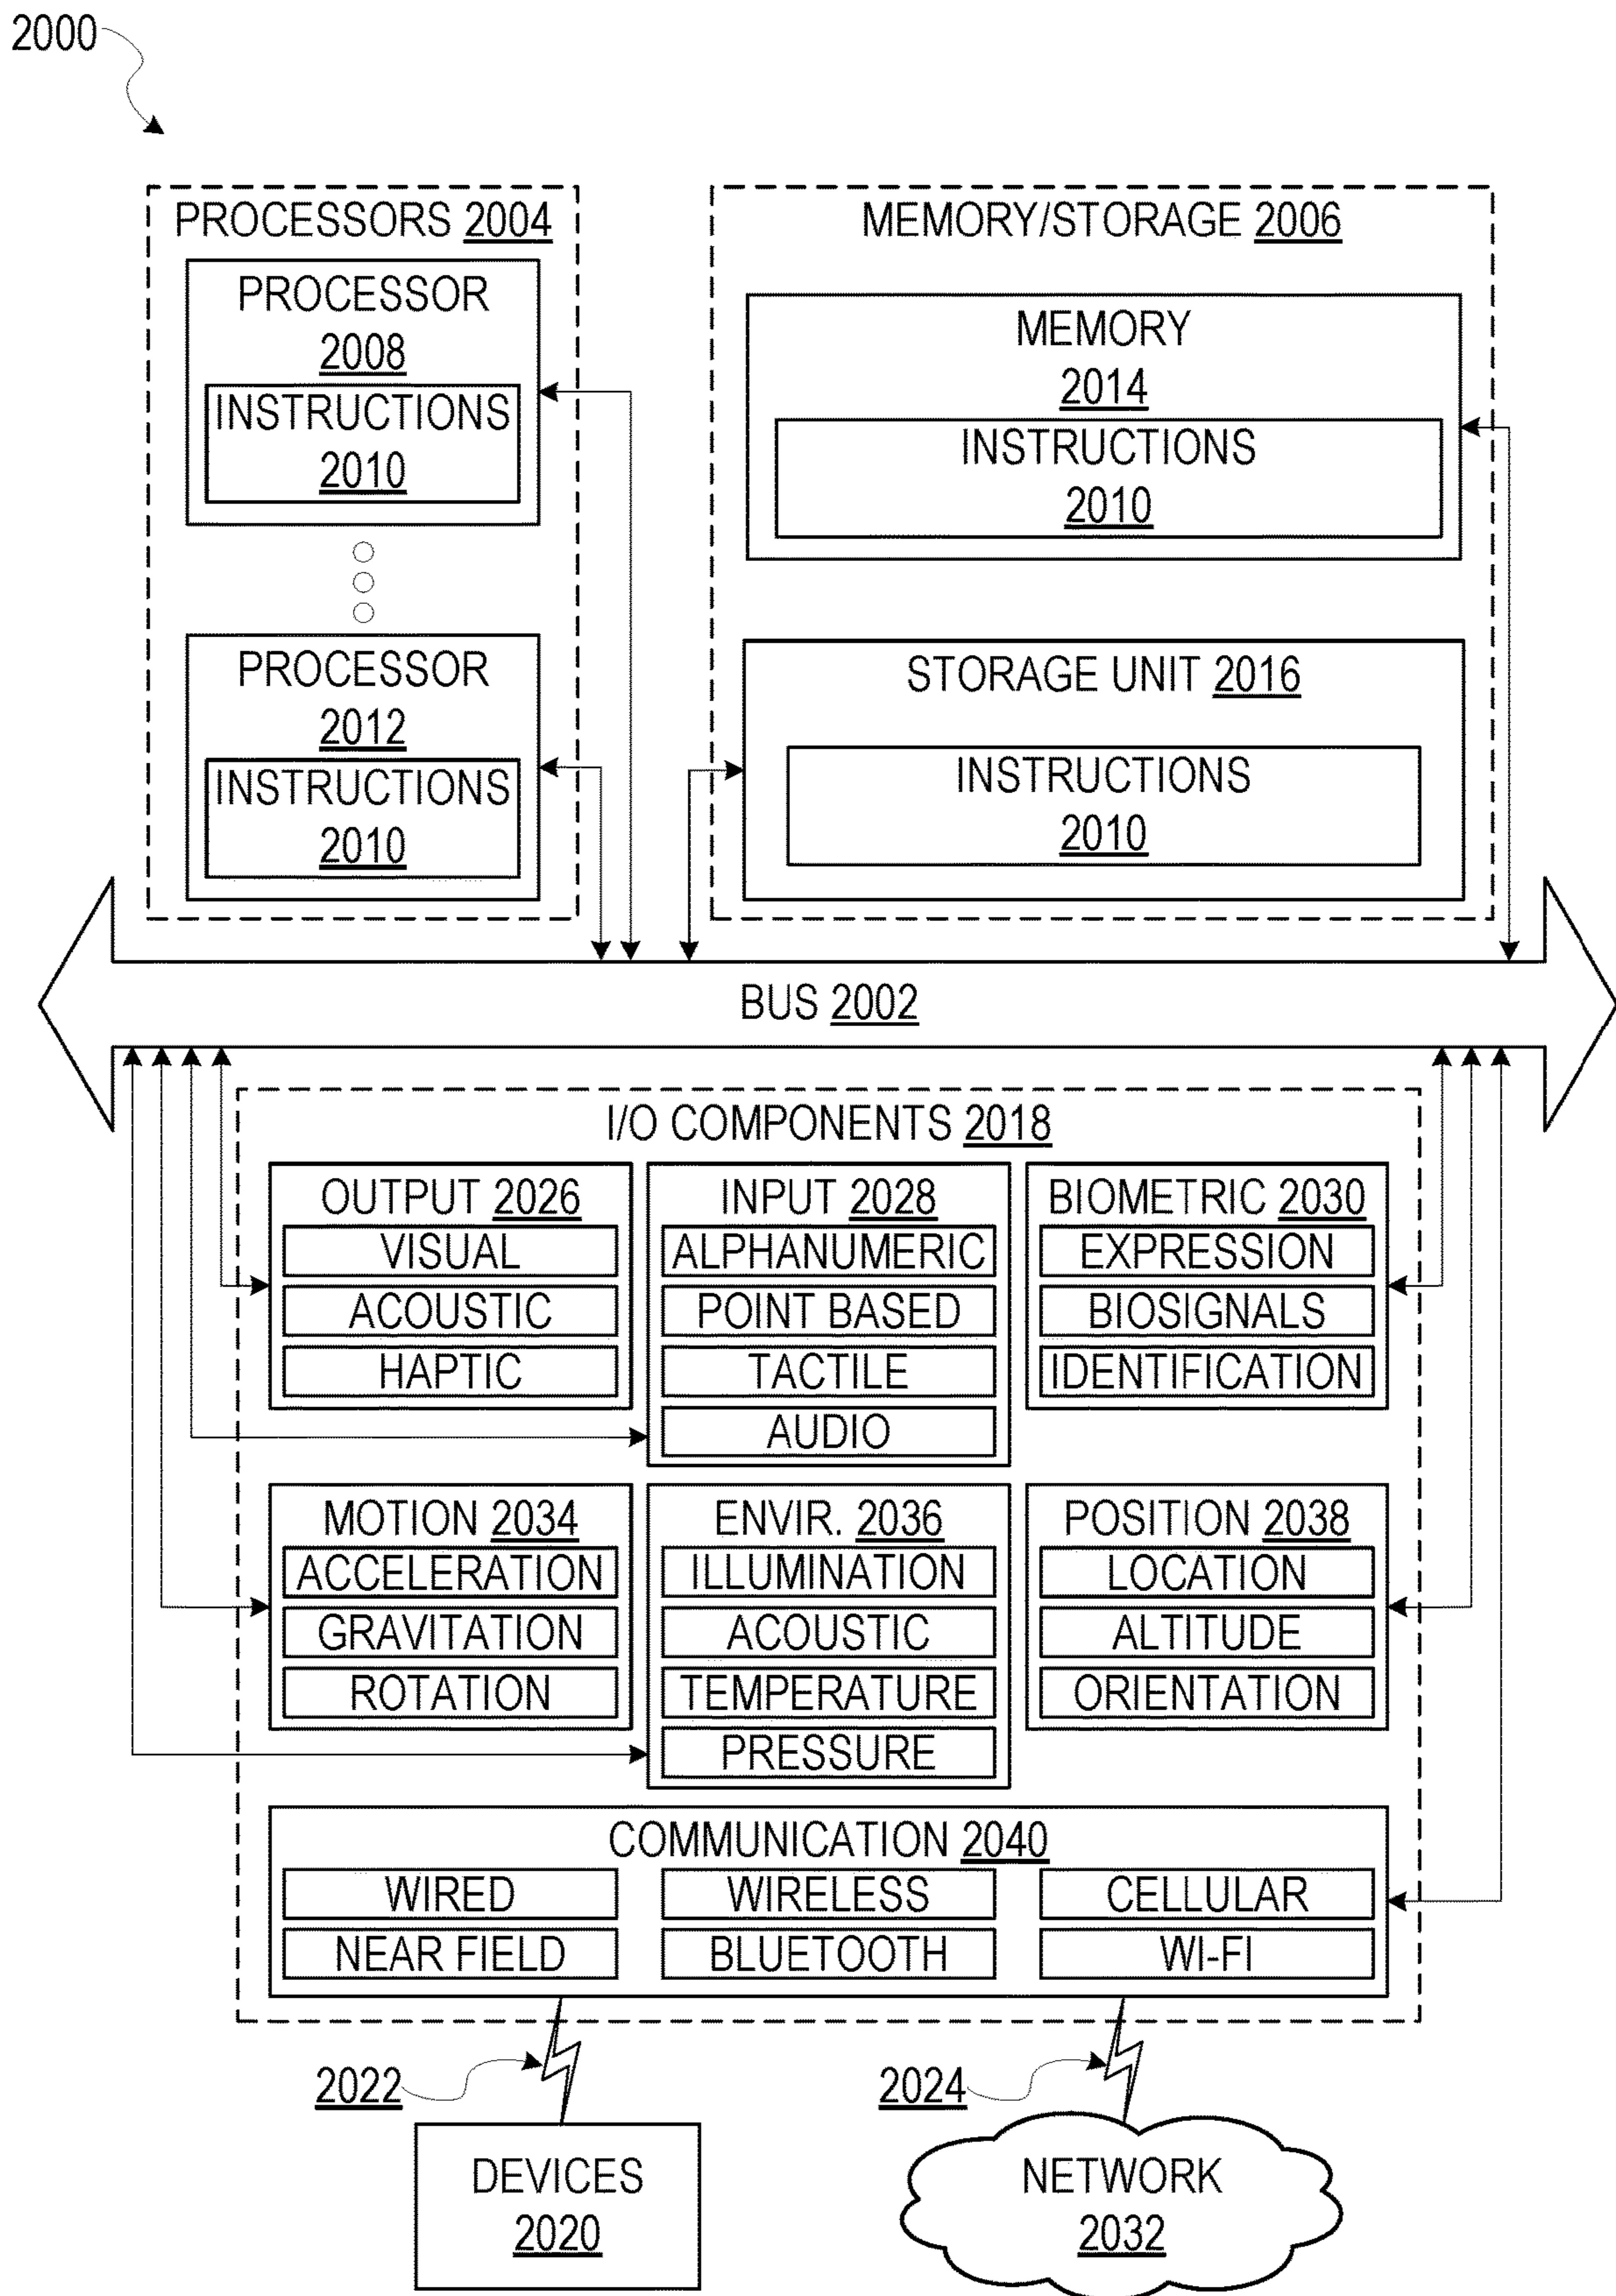 2000
PROCESSORS 2004
PROCESSOR
2008
INSTRUCTIONS
2010
PROCESSOR
2012
INSTRUCTIONS
2010
MEMORY/STORAGE 2006
MEMORY
2014
INSTRUCTIONS
2010
STORAGE UNIT 2016
INSTRUCTIONS
2010
BUS 2002
I/O COMPONENTS 2018
OUTPUT 2026
VISUAL
ACOUSTIC
HAPTIC
INPUT 2028
ALPHANUMERIC
POINT BASED
TACTILE
AUDIO
BIOMETRIC 2030
EXPRESSION
BIOSIGNALS
IDENTIFICATION
MOTION 2034
ACCELERATION
GRAVITATION
ROTATION
ENVIR. 2036
ILLUMINATION
ACOUSTIC
TEMPERATURE
PRESSURE
POSITION 2038
LOCATION
ALTITUDE
ORIENTATION
COMMUNICATION 2040
WIRED
WIRELESS
CELLULAR
NEAR FIELD
BLUETOOTH
WI-FI
2022
2024
DEVICES
2020
NETWORK
2032